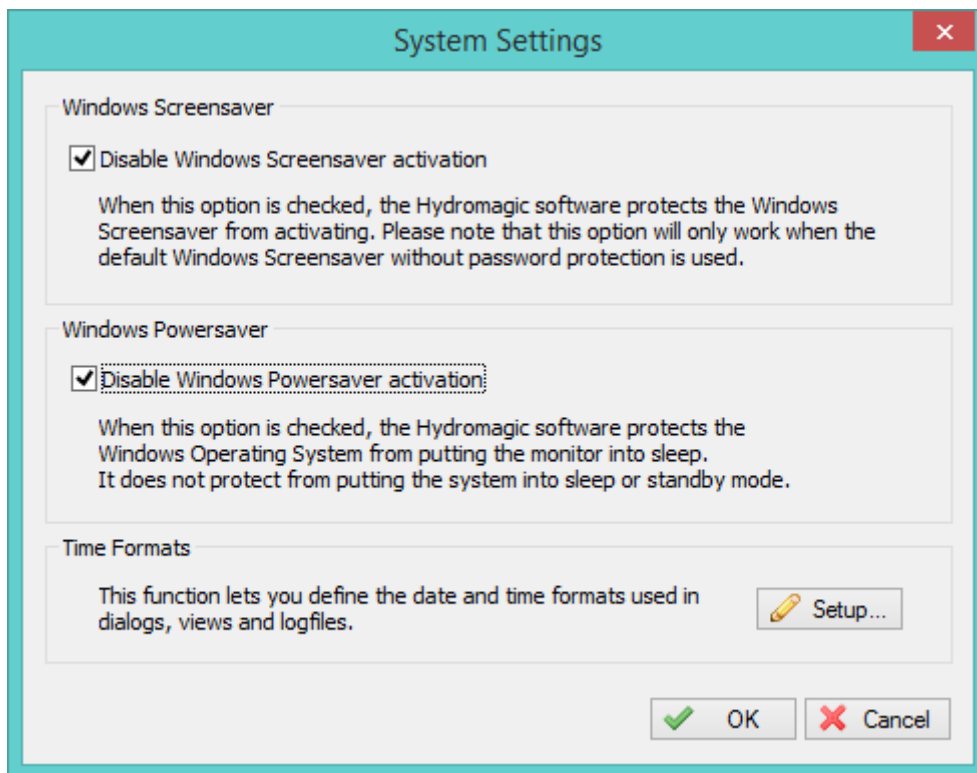 System Settings
Windows Screensaver
Disable Windows Screensaver activation
When this option is checked, the Hydromagic software protects the Windows
Screensaver from activating. Please note that this option will only work when the
default Windows Screensaver without password protection is used.
Windows Powersaver
Disable Windows Powersaver activation
When this option is checked, the Hydromagic software protects the
Windows Operating System from putting the monitor into sleep.
It does not protect from putting the system into sleep or standby mode.
Time Formats
This function lets you define the date and time formats used in
dialogs, views and logfiles.
Setup...
OK
Cancel